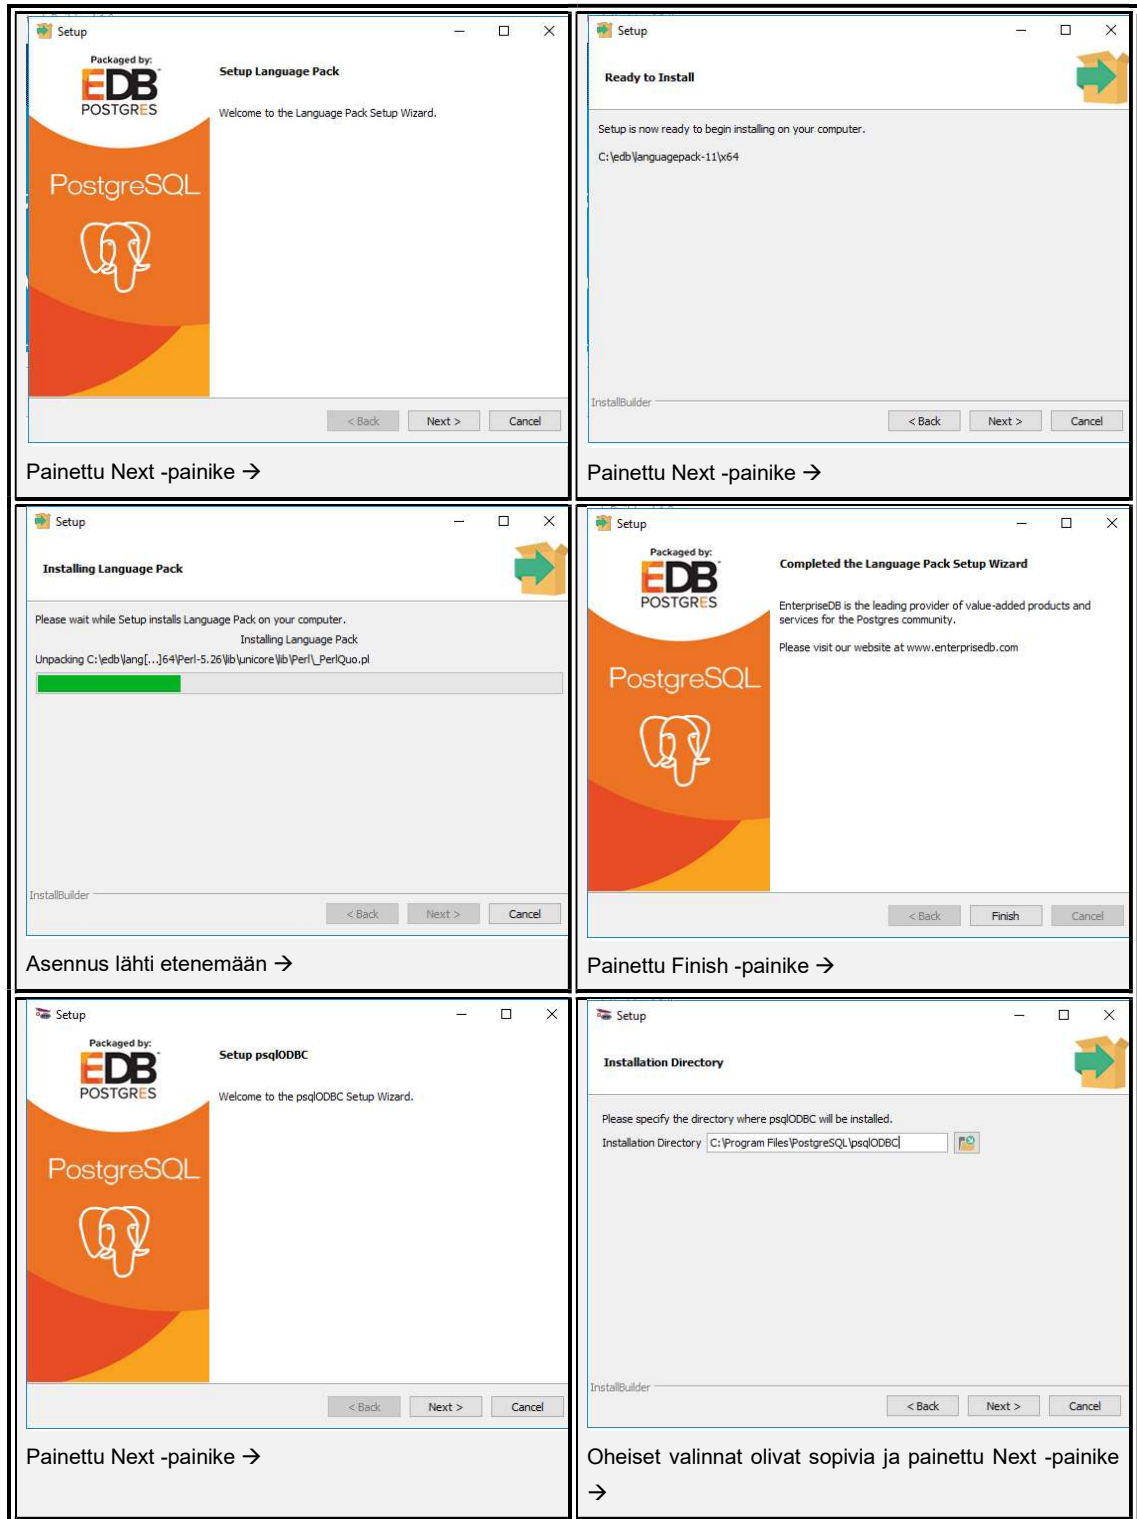 Setup
Packaged by:
EDB
POSTGRES
Setup Language Pack
Welcome to the Language Pack Setup Wizard.
PostgreSQL
< Back Next > Cancel
Painettu Next -painike →
Setup
Ready to Install
Setup is now ready to begin installing on your computer.
C:\edb\languagepack-11\x64
InstallBuilder
< Back Next > Cancel
Painettu Next -painike →
Setup
Installing Language Pack
Please wait while Setup installs Language Pack on your computer.
Installing Language Pack
Unpacking C:\edb\lang[...]64\Perl-5.26\lib\unicore\lib\Perl\_PerlQuo.pl
InstallBuilder
< Back Next > Cancel
Asennus lähti etenemään →
Setup
Packaged by:
EDB
POSTGRES
Completed the Language Pack Setup Wizard
EnterpriseDB is the leading provider of value-added products and
services for the Postgres community.
Please visit our website at www.enterprisedb.com
PostgreSQL
< Back Finish Cancel
Painettu Finish -painike →
Setup
Packaged by:
EDB
POSTGRES
Setup psqlODBC
Welcome to the psqlODBC Setup Wizard.
PostgreSQL
< Back Next > Cancel
Painettu Next -painike →
Setup
Installation Directory
Please specify the directory where psqlODBC will be installed.
Installation Directory C:\Program Files\PostgreSQL\psqlODBC
InstallBuilder
< Back Next > Cancel
Oheiset valinnat olivat sopivia ja painettu Next -painike
→